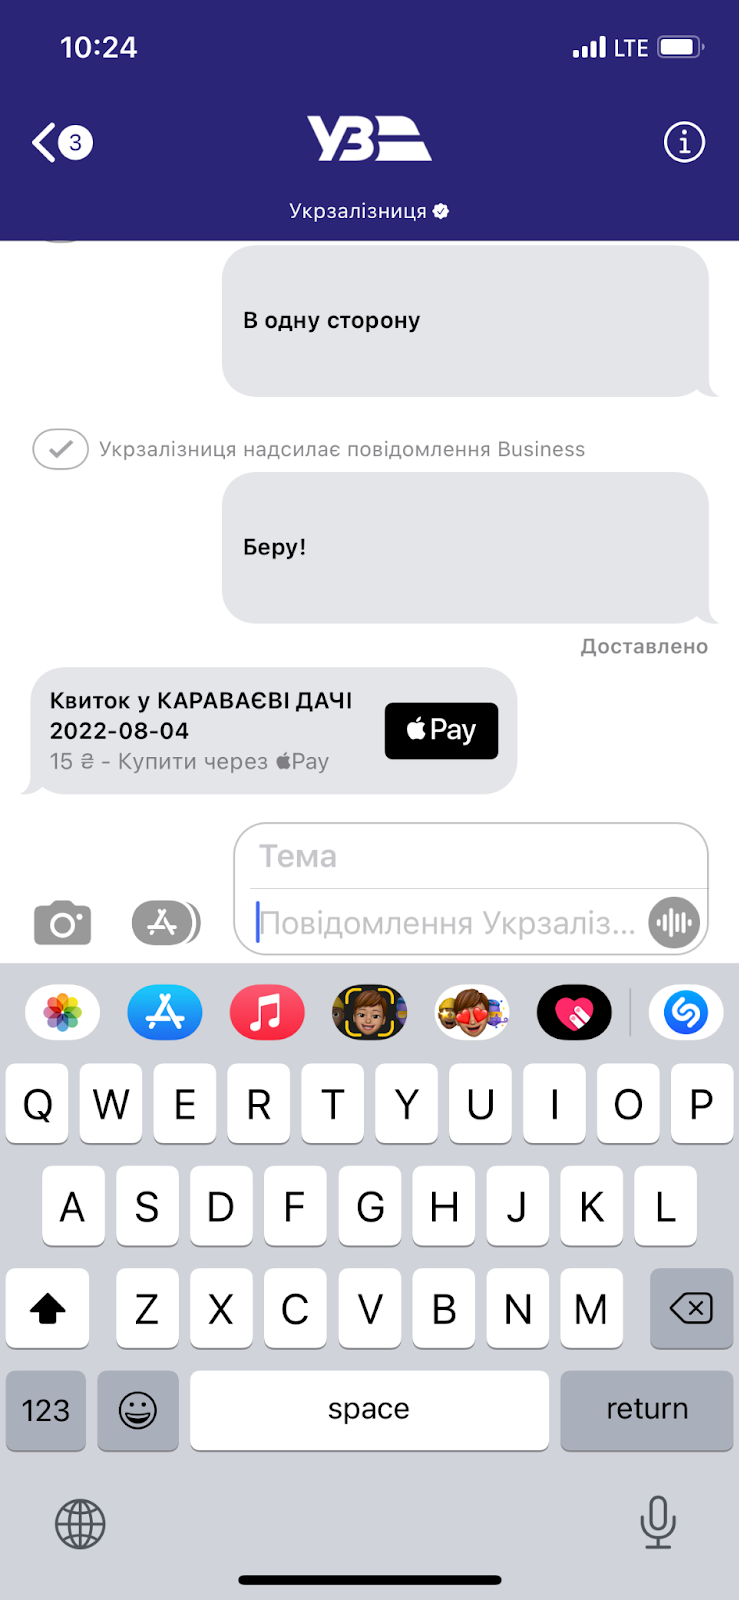 10:24
LTE
3
УЗ
Укрзалізниця
В одну сторону
Укрзалізниця надсилає повідомлення Business
Беру!
Доставлено
Квиток у КАРАВАЄВІ ДАЧІ
2022-08-04
15 ₴ - Купити через Pay
Pay
Тема
Повідомлення Укрзаліз...
Q W E R T Y U I O P
A S D F G H J K L
Z X C V B N M
123
space
return